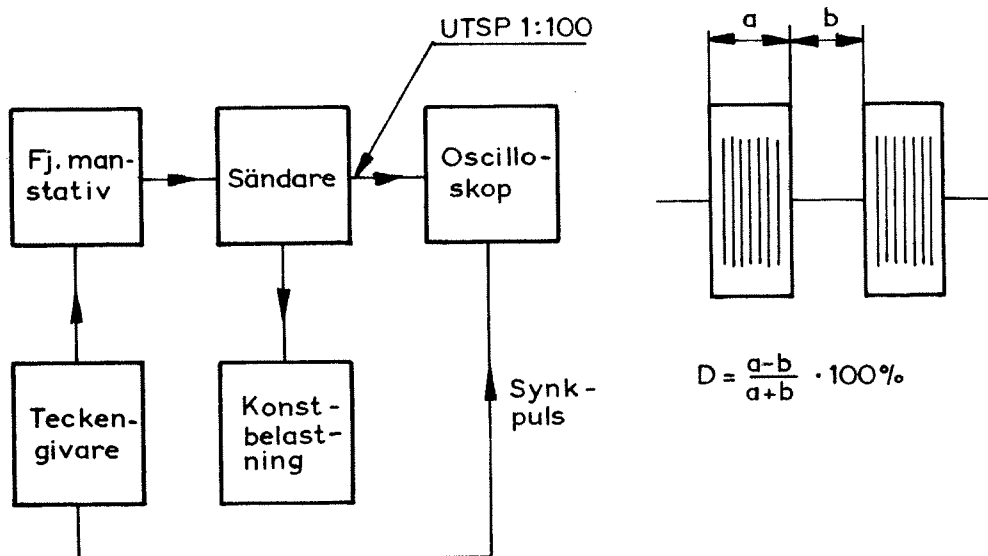 UTSP 1:100
a
b
Fj. man-
stativ
Sändare
Oscillo-
skop
Tecken-
givare
Konst-
belast-
ning
Synk-
puls
D = a-b/a+b · 100%